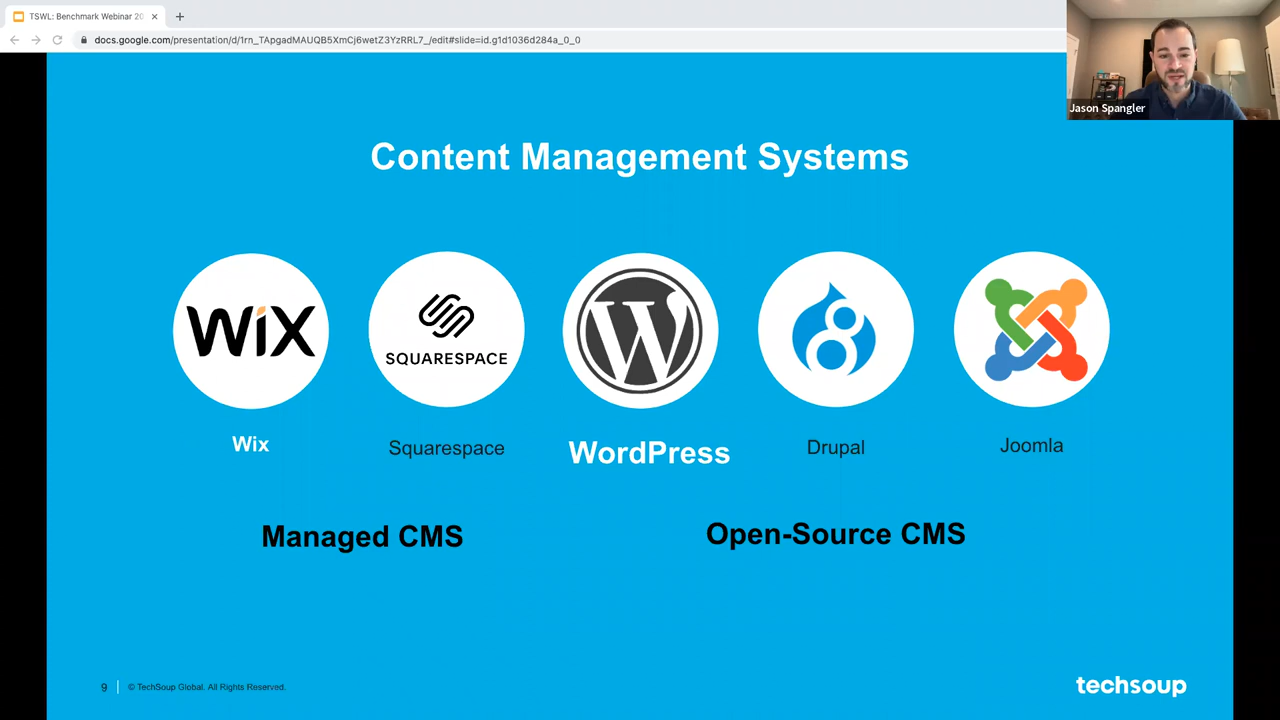 TSWL: Benchmark Webinar 20
docs.google.com/presentation/d/1rn_TApgadMAUQB5XmCj6wetZ3YzRRL7_/edit#slide=id.g1d1036d284a_0_0
Jason Spangler
Content Management Systems
WiX
SQUARESPACE
W
8
Wix
Squarespace
WordPress
Drupal
Joomla
Managed CMS
Open-Source CMS
9
© TechSoup Global. All Rights Reserved.
techsoup